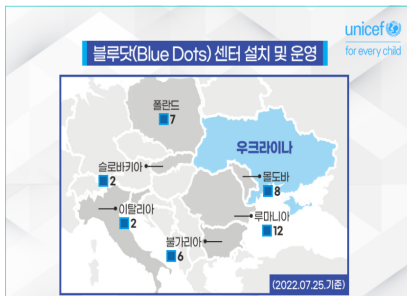 unicef
for every child
블루닷(Blue Dots) 센터 설치 및 운영
폴란드
7
우크라이나
슬로바키아
2
몰도바
8
이탈리아
2
루마니아
12
불가리아
6
(2022.07.25.기준)